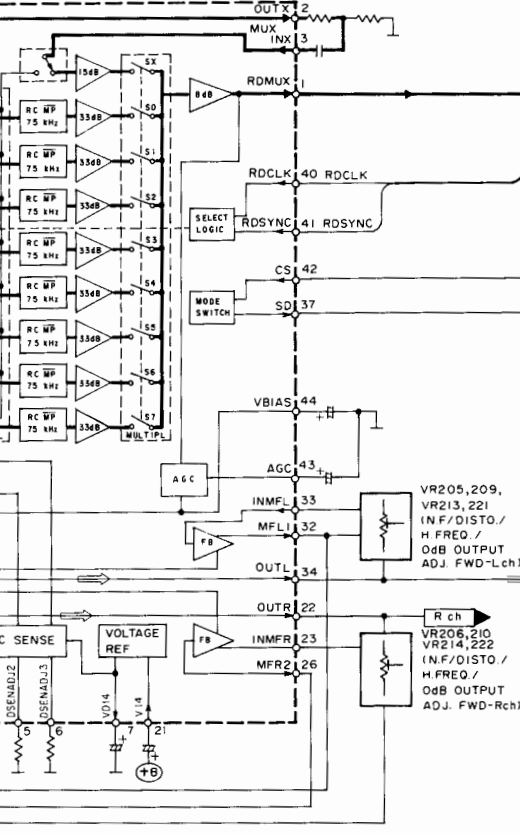 OUTX 2
MUX
INX 3
SX
15dB
8dB
RDMUX 1
RC MP
75 kHz
33dB
S0
RC MP
75 kHz
33dB
S1
RDCLK 40 RDCLK
RC MP
75 kHz
33dB
S2
SELECT
LOGIC
RDSYNC 41 RDSYNC
RC MP
75 kHz
33dB
S3
CS 42
RC MP
75 kHz
33dB
S4
MODE
SWITCH
SD 37
RC MP
75 kHz
33dB
S5
RC MP
75 kHz
33dB
S6
RC MP
75 kHz
33dB
S7
MULTIPL
VBIAS 44
+
AGC
AGC 43
+
INMFL 33
MFL1 32
FB
OUTL 34
VR205, 209,
VR213, 221
(N.F/DISTO./
H.FREQ./
0dB OUTPUT
ADJ. FWD-Lch)
OUTR 22
R ch
C SENSE
VOLTAGE
REF
FB
INMFR 23
MFR2 26
VR206, 210
VR214, 222
(N.F/DISTO./
H.FREQ./
0dB OUTPUT
ADJ. FWD-Rch)
DSENADJ2
DSENADJ3
VD14
V14
5
6
7
21
+
+
+B